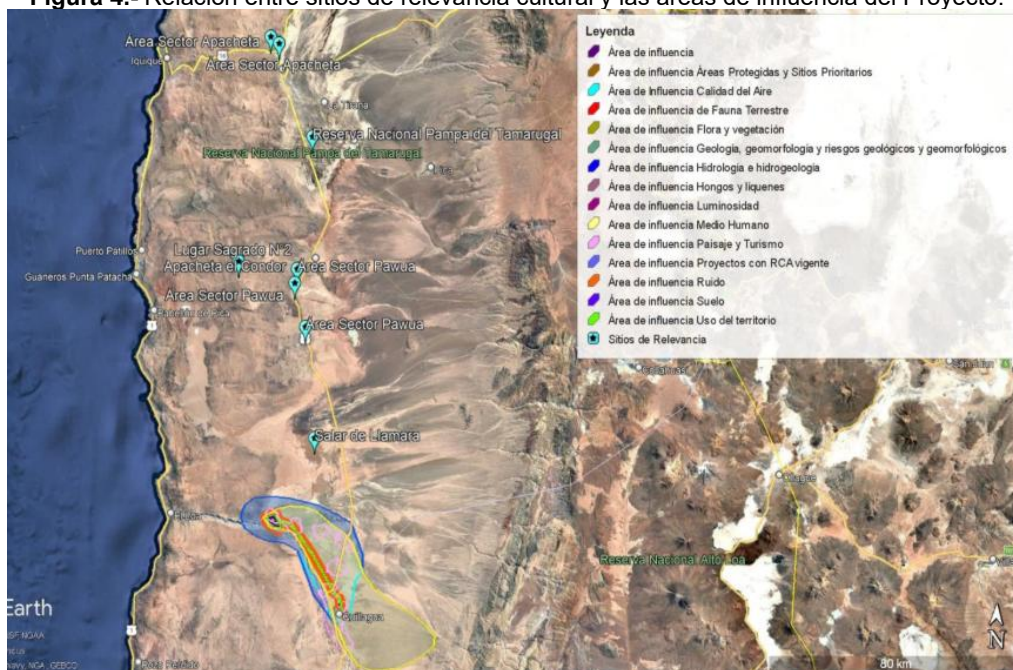 Figura 4.- Relación entre sitios de relevancia cultural y las áreas de influencia del Proyecto.
Área Sector Apacheta
Iquique
Área Sector Apacheta
La Tirana
Reserva Nacional Pampa del Tamarugal
Reserva Nacional Pampa del Tamarugal
Pica
Puerto Patillos
Lugar Sagrado N°2
Guaneros Punta Patache
Apacheta el Condor
Área Sector Pawua
Área Sector Pawua
Área Sector Pawua
Salar de Llamara
Quillagua
Reserva Nacional Alto Loa
Earth
80 km
N
Leyenda
Área de influencia
Área de influencia Áreas Protegidas y Sitios Prioritarios
Área de Influencia Calidad del Aire
Área de influencia de Fauna Terrestre
Área de influencia Flora y vegetación
Área de influencia Geología, geomorfología y riesgos geológicos y geomorfológicos
Área de influencia Hidrología e hidrogeología
Área de influencia Hongos y líquenes
Área de influencia Luminosidad
Área de influencia Medio Humano
Área de influencia Paisaje y Turismo
Área de influencia Proyectos con RCA vigente
Área de influencia Ruido
Área de influencia Suelo
Área de influencia Uso del territorio
Sitios de Relevancia